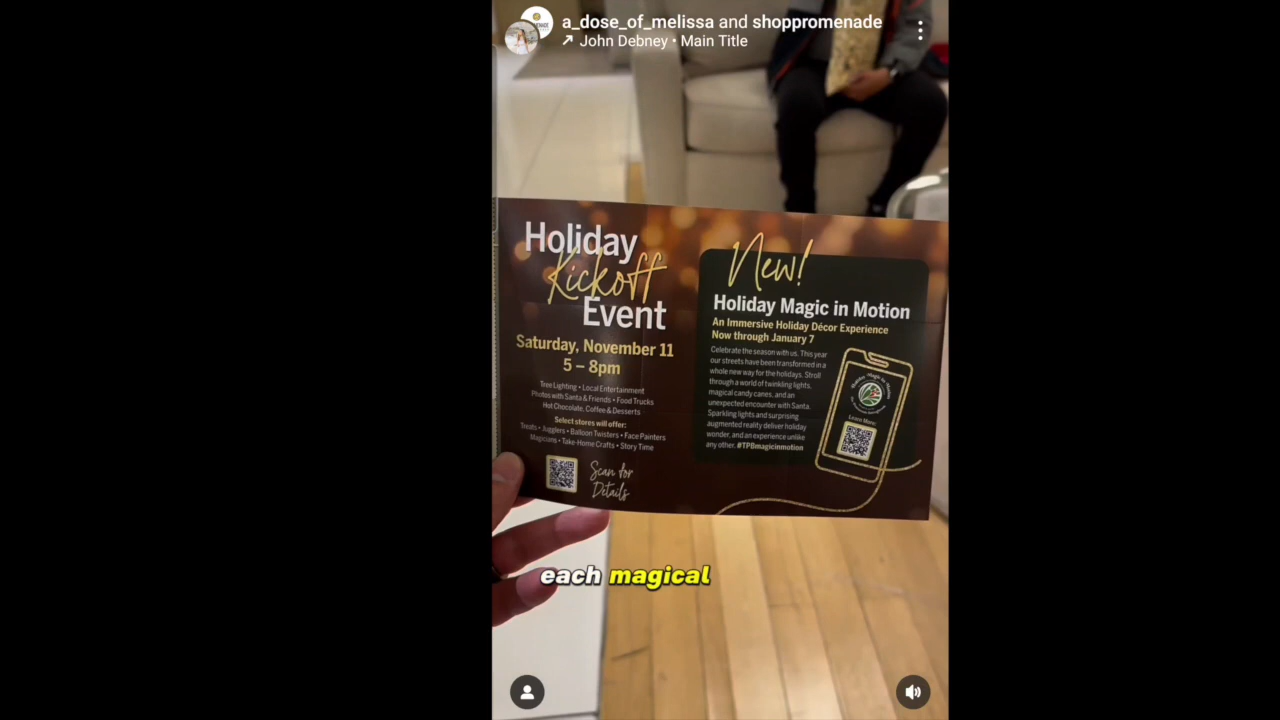 a_dose_of_melissa and shoppromenade
John Debney • Main Title
Holiday
Kickoff
Event
Saturday, November 11
5 – 8pm
Tree Lighting • Local Entertainment
Photos with Santa & Friends • Food Trucks
Hot Chocolate, Coffee & Desserts
Select stores will offer:
Treats • Jugglers • Balloon Twisters • Face Painters
Magicians • Take-Home Crafts • Story Time
Scan for
Details
New!
Holiday Magic in Motion
An Immersive Holiday Décor Experience
Now through January 7
Celebrate the season with us. This year
our streets have been transformed in a
whole new way for the holidays. Stroll
through a world of twinkling lights,
magical candy canes, and an
unexpected encounter with Santa.
Sparkling lights and surprising
augmented reality deliver holiday
wonder, and an experience unlike
any other. #TPBmagicinmotion
Learn More:
each magical